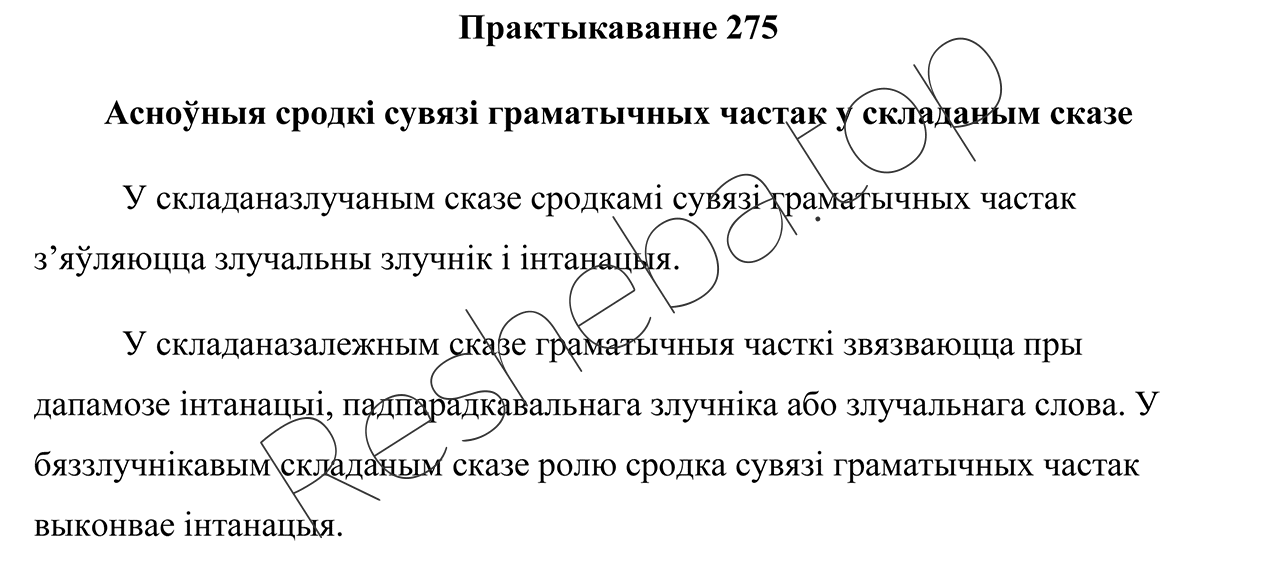 Практыкаванне 275
Асноўныя сродкі сувязі граматычных частак у складаным сказе
У складаназлучаным сказе сродкамі сувязі граматычных частак
з’яўляюцца злучальны злучнік і інтанацыя.
У складаназалежным сказе граматычныя часткі звязваюцца пры
дапамозе інтанацыі, падпарадкавальнага злучніка або злучальнага слова. У
бяззлучнікавым складаным сказе ролю сродка сувязі граматычных частак
выконвае інтанацыя.
Resheba.top